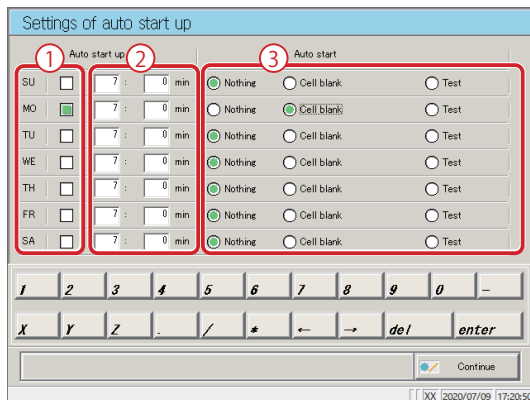 Settings of auto start up
Auto start up Auto start
1 2 3
SU 7 : 0 min Nothing Cell blank Test
MO 7 : 0 min Nothing Cell blank Test
TU 7 : 0 min Nothing Cell blank Test
WE 7 : 0 min Nothing Cell blank Test
TH 7 : 0 min Nothing Cell blank Test
FR 7 : 0 min Nothing Cell blank Test
SA 7 : 0 min Nothing Cell blank Test
1 2 3 4 5 6 7 8 9 0 −
X Y Z . / * ← → del enter
Continue
XX 2020/07/09 17:20:5